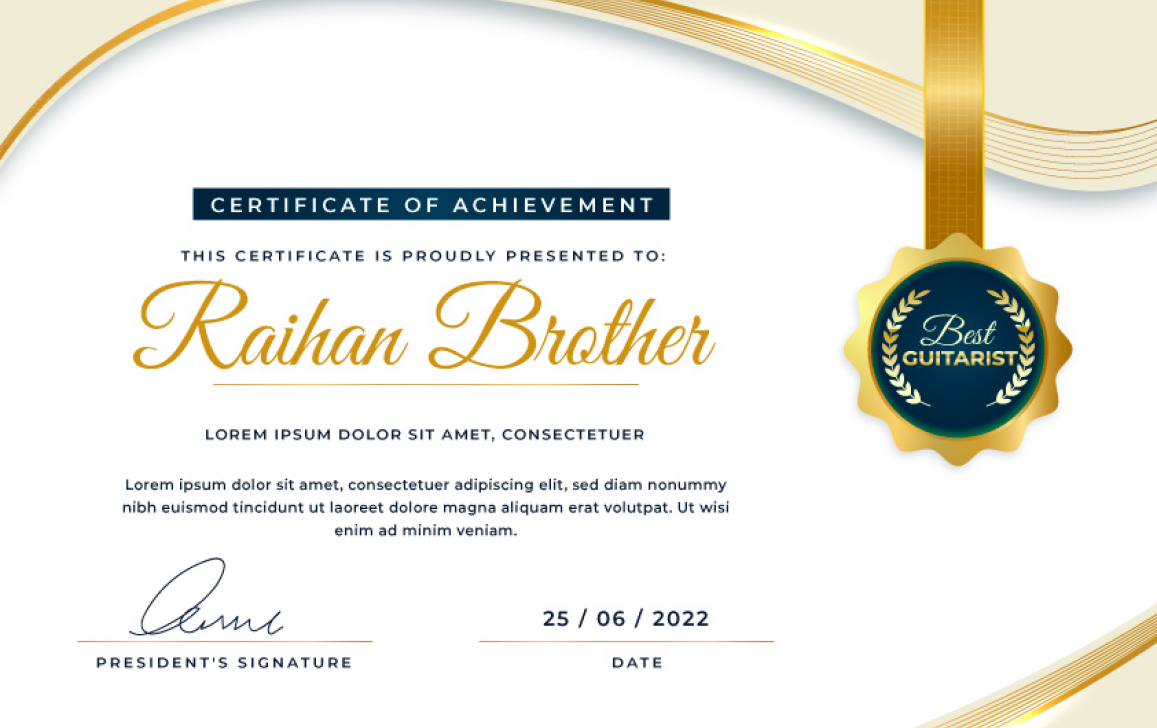 CERTIFICATE OF ACHIEVEMENT
THIS CERTIFICATE IS PROUDLY PRESENTED TO:
Raihan Brother
Best
GUITARIST
LOREM IPSUM DOLOR SIT AMET, CONSECTETUER
Lorem ipsum dolor sit amet, consectetuer adipiscing elit, sed diam nonummy
nibh euismod tincidunt ut laoreet dolore magna aliquam erat volutpat. Ut wisi
enim ad minim veniam.
25 / 06 / 2022
PRESIDENT'S SIGNATURE
DATE